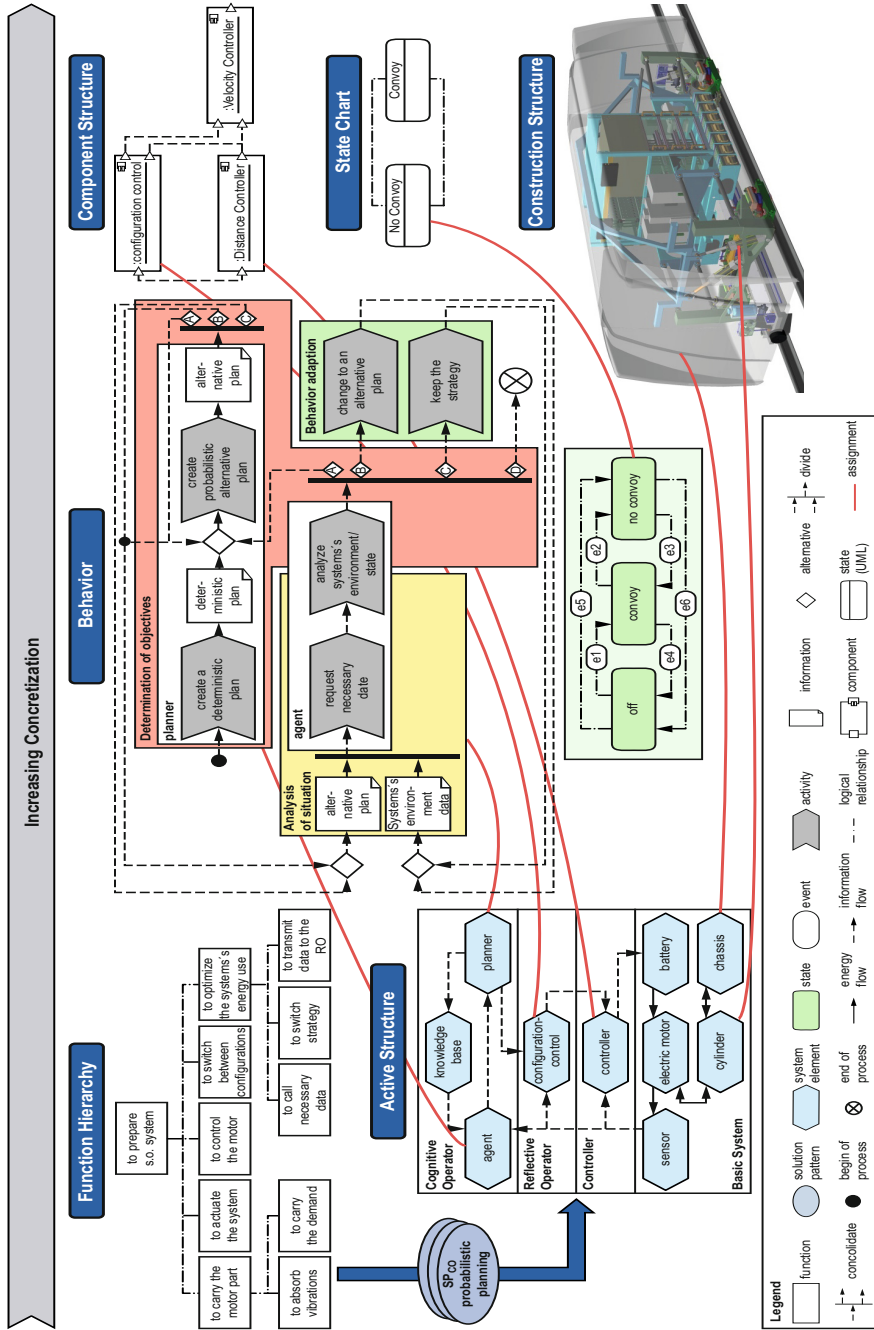 Increasing Concretization
Function Hierarchy
to prepare
s.o. system
to carry the
motor part
to actuate
the system
to control
the motor
to switch
between
configurations
to optimize
the systems´s
energy use
to absorb
vibrations
to carry
the demand
to call
necessary
data
to switch
strategy
to transmit
data to the
RO
SPCO
probabilistic
planning
Active Structure
Cognitive
Operator
knowledge
base
agent
planner
Reflective
Operator
configuration-
control
Controller
controller
sensor
electric motor
battery
cylinder
chassis
Basic System
Behavior
Determination of objectives
planner
create a
deterministic
plan
deter-
ministic
plan
create
probabilistic
alternative
plan
alter-
native
plan
A
B
C
Analysis
of situation
alter-
native
plan
Systems´s
environ-
ment
data
agent
request
necessary
date
analyze
systems´s
environment/
state
A
B
C
D
Behavior adaption
change to an
alternative
plan
keep the
strategy
off
convoy
no convoy
e1
e2
e3
e4
e5
e6
Component Structure
:configuration control
:Distance Controller
:Velocity Controller
State Chart
No Convoy
Convoy
Construction Structure
Legend
function
solution
pattern
system
element
state
event
activity
information
alternative
divide
concolidate
begin of
process
end of
process
energy
flow
information
flow
logical
relationship
component
state
(UML)
assignment